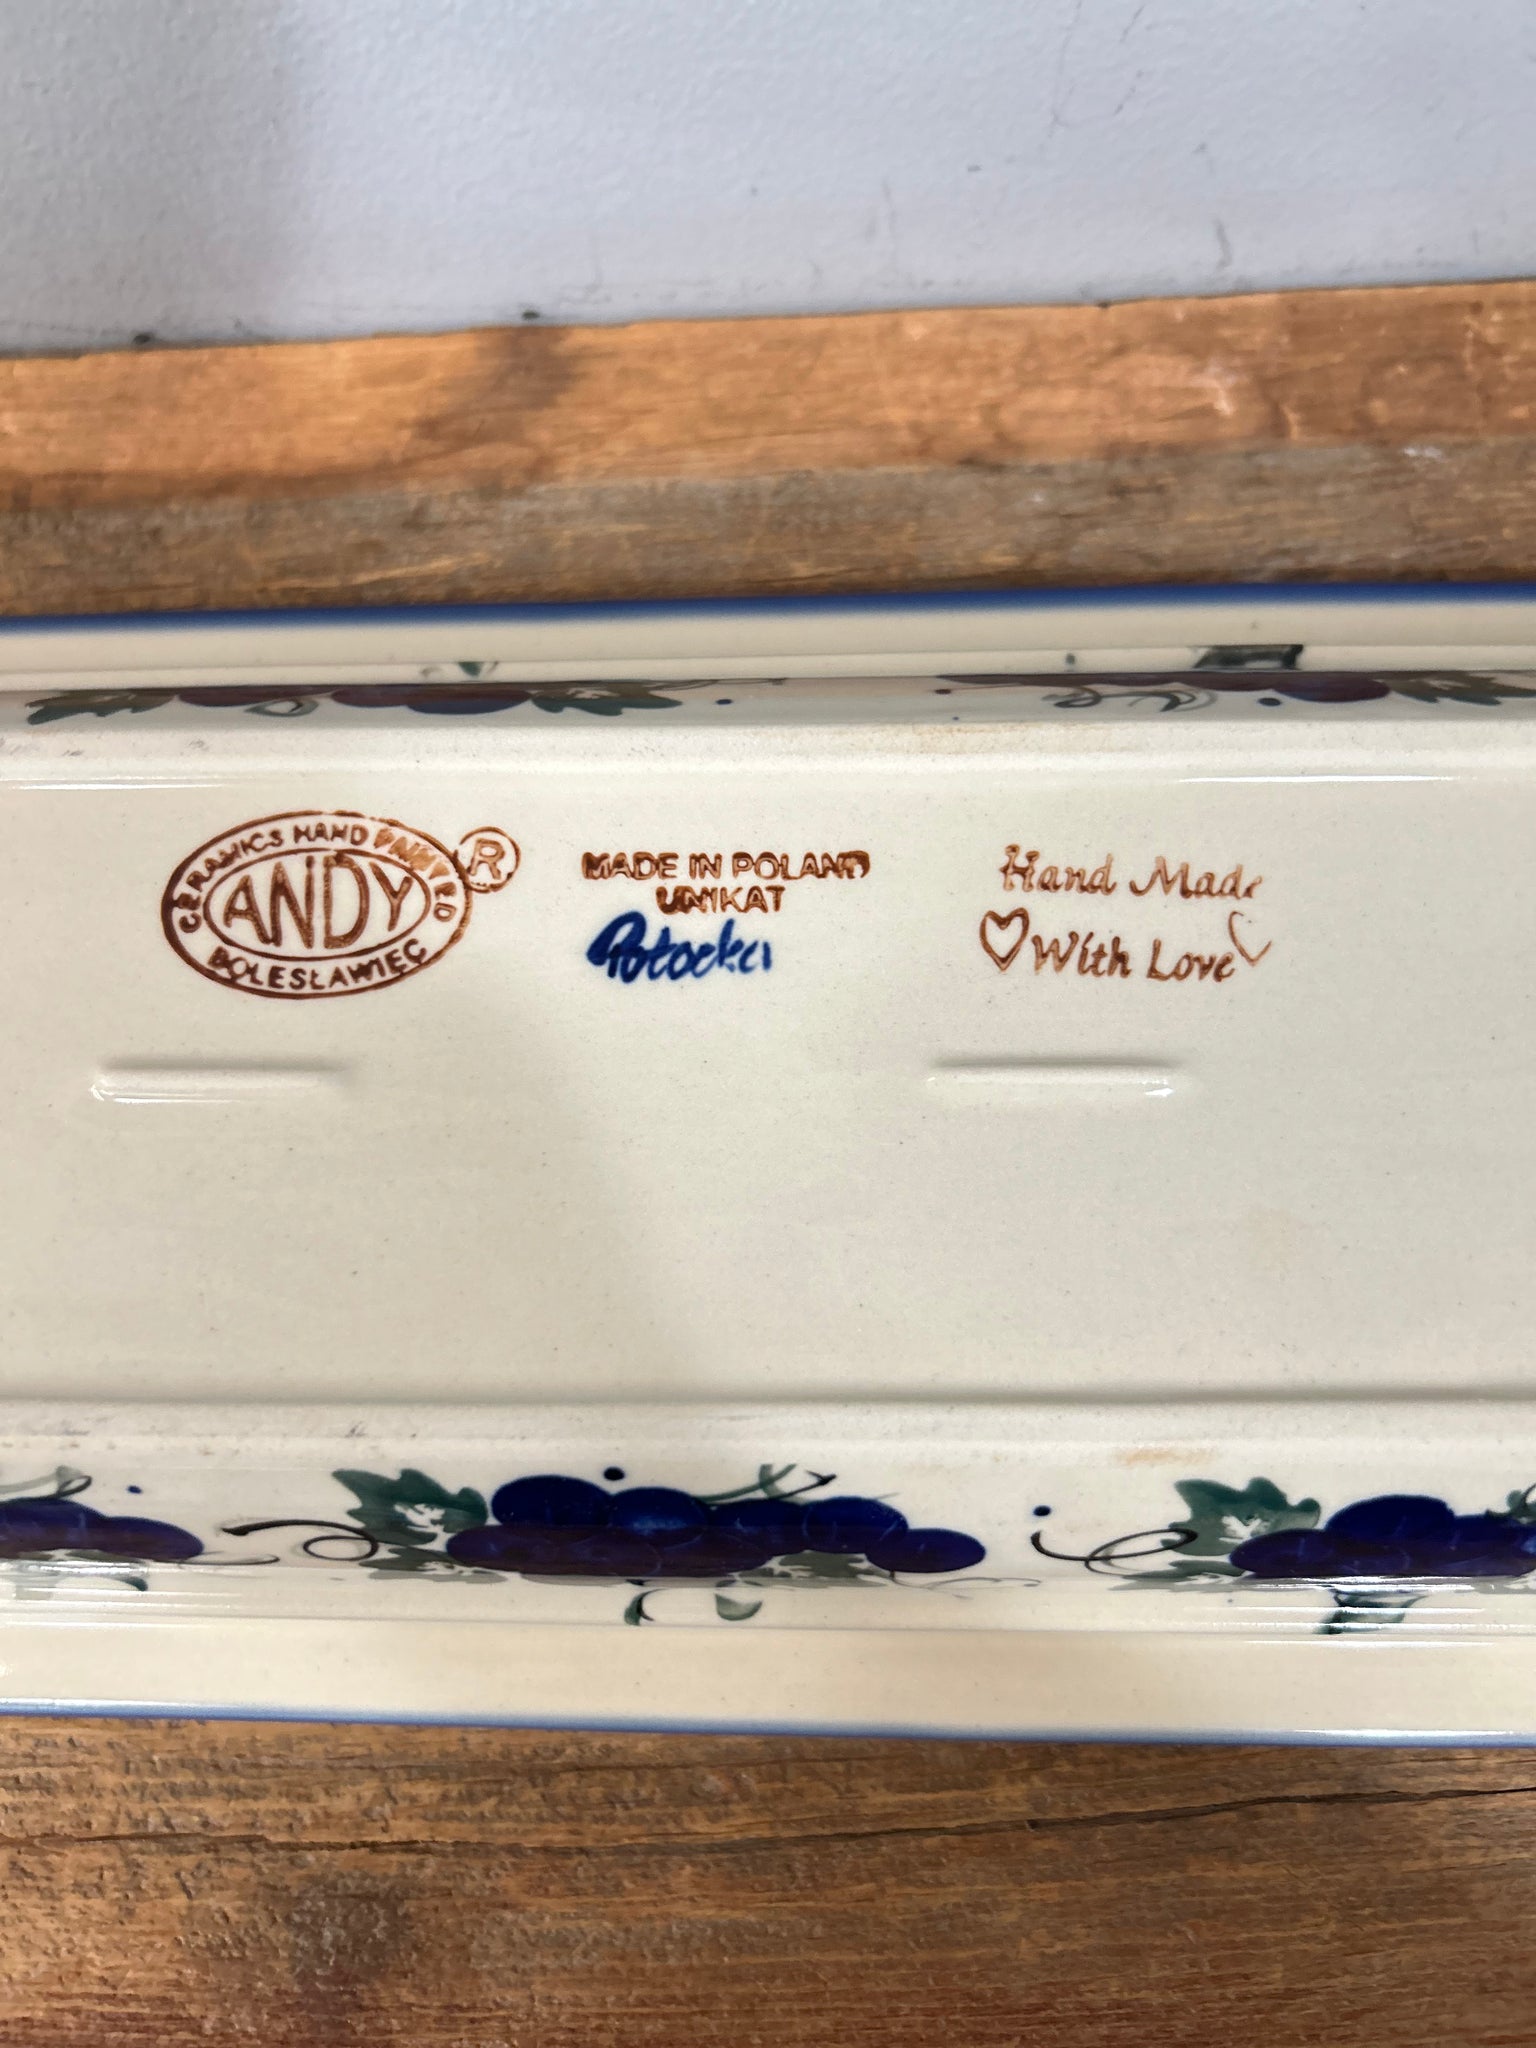 CERAMICS HAND PAINTED
ANDY
R
BOLESŁAWIEC
MADE IN POLAND
UNIKAT
Potocka
Hand Made
With Love